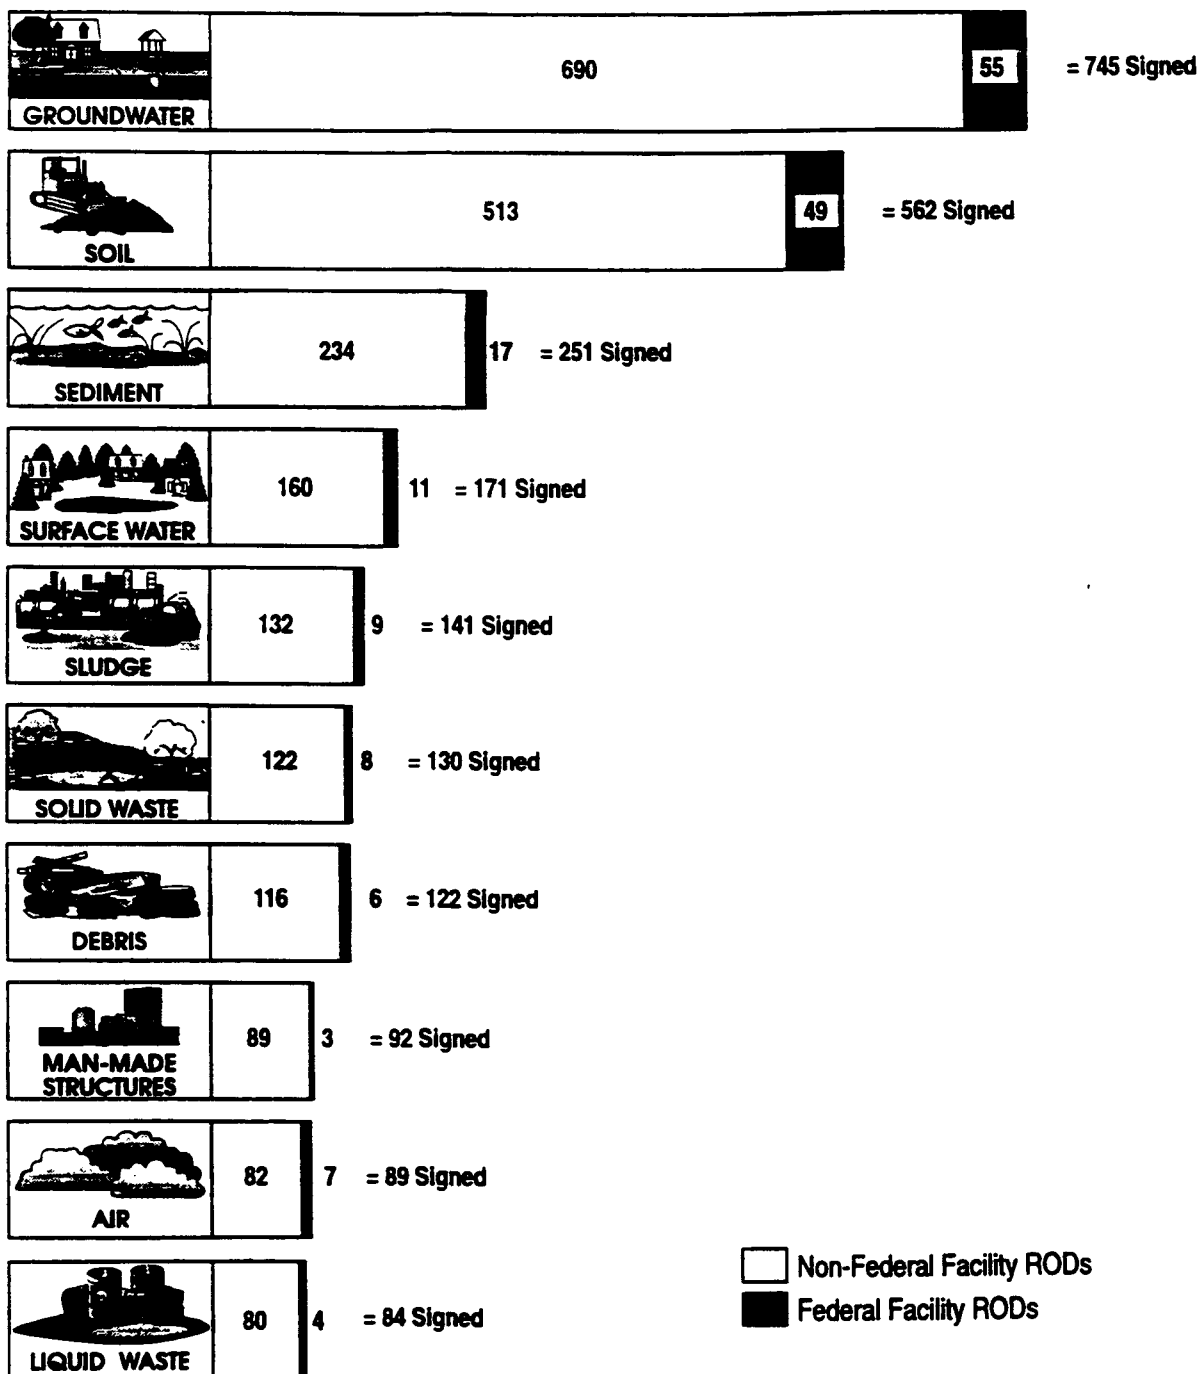 GROUNDWATER
690
55
= 745 Signed
SOIL
513
49
= 562 Signed
SEDIMENT
234
17
= 251 Signed
SURFACE WATER
160
11
= 171 Signed
SLUDGE
132
9
= 141 Signed
SOLID WASTE
122
8
= 130 Signed
DEBRIS
116
6
= 122 Signed
MAN-MADE
STRUCTURES
89
3
= 92 Signed
AIR
82
7
= 89 Signed
LIQUID WASTE
80
4
= 84 Signed
Non-Federal Facility RODs
Federal Facility RODs